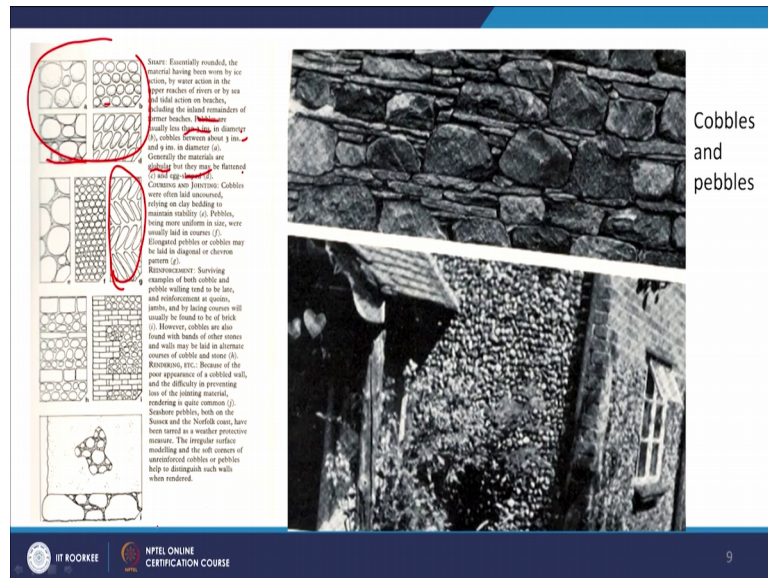 SHAPE: Essentially rounded, the
material having been worn by ice
action, by water action in the
upper reaches of rivers or by sea
and tidal action on beaches,
including the inland remainders of
former beaches. Pebbles are
usually less than 3 ins. in diameter
(b), cobbles between about 3 ins.
and 9 ins. in diameter (a).
Generally the materials are
globular but they may be flattened
(c) and egg-shaped (d).
COURSING AND JOINTING: Cobbles
were often laid uncoursed,
relying on clay bedding to
maintain stability (e). Pebbles,
being more uniform in size, were
usually laid in courses (f).
Elongated pebbles or cobbles may
be laid in diagonal or chevron
pattern (g).
REINFORCEMENT: Surviving
examples of both cobble and
pebble walling tend to be late,
and reinforcement at quoins,
jambs, and by lacing courses will
usually be found to be of brick
(i). However, cobbles are also
found with bands of other stones
and walls may be laid in alternate
courses of cobble and stone (h).
RENDERING, ETC.: Because of the
poor appearance of a cobbled wall,
and the difficulty in preventing
loss of the jointing material,
rendering is quite common (j).
Seashore pebbles, both on the
Sussex and the Norfolk coast, have
been tarred as a weather protective
measure. The irregular surface
modelling and the soft corners of
unreinforced cobbles or pebbles
help to distinguish such walls
when rendered.
d
e
f
g
h
Cobbles
and
pebbles
IIT ROORKEE
NPTEL ONLINE
CERTIFICATION COURSE
9